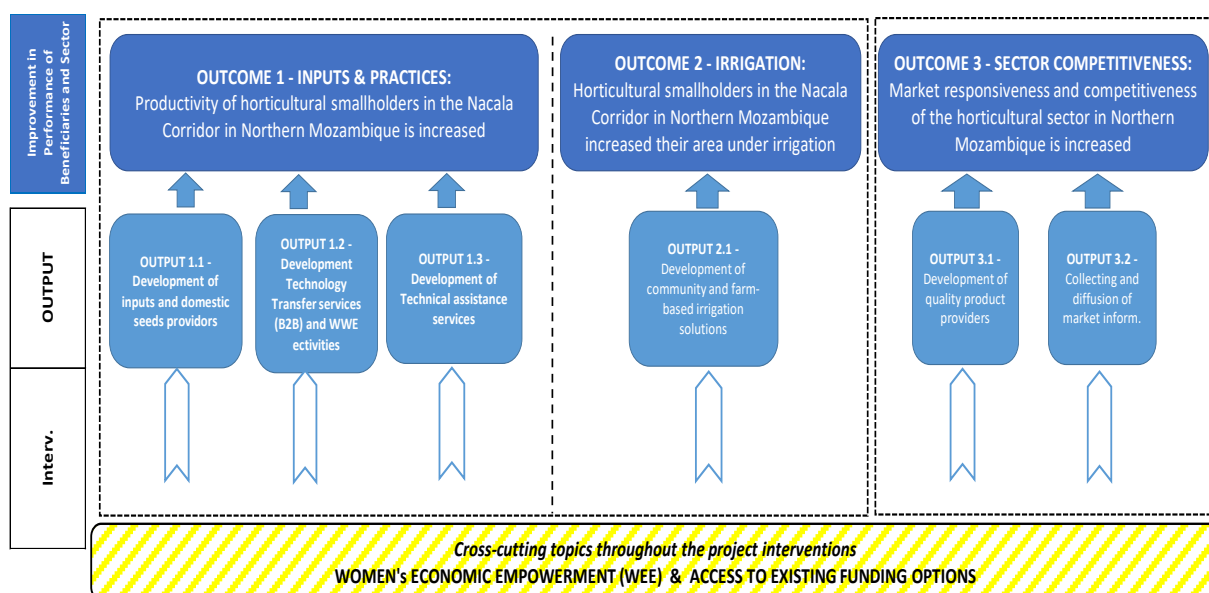 Improvement in
Performance of
Beneficiaries and Sector
OUTCOME 1 - INPUTS & PRACTICES:
Productivity of horticultural smallholders in the Nacala
Corridor in Northern Mozambique is increased
OUTCOME 2 - IRRIGATION:
Horticultural smallholders in the Nacala
Corridor in Northern Mozambique
increased their area under irrigation
OUTCOME 3 - SECTOR COMPETITIVENESS:
Market responsiveness and competitiveness
of the horticultural sector in Northern
Mozambique is increased
OUTPUT
OUTPUT 1.1 -
Development of
inputs and domestic
seeds providors
OUTPUT 1.2 -
Development
Technology
Transfer services
(B2B) and WWE
ectivities
OUTPUT 1.3 -
Development of
Technical assistance
services
OUTPUT 2.1 -
Development of
community and farm-
based irrigation
solutions
OUTPUT 3.1 -
Development of
quality product
providers
OUTPUT 3.2 -
Collecting and
diffusion of
market inform.
Interv.
Cross-cutting topics throughout the project interventions
WOMEN's ECONOMIC EMPOWERMENT (WEE) & ACCESS TO EXISTING FUNDING OPTIONS